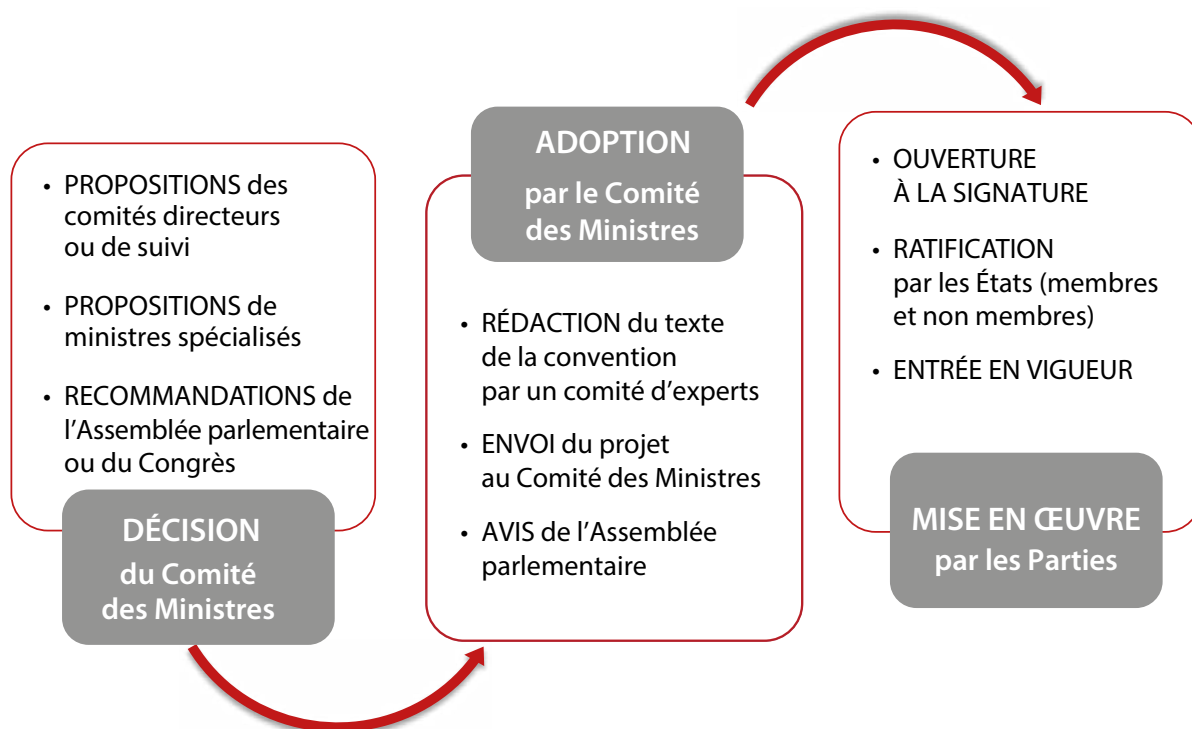 • PROPOSITIONS des
comités directeurs
ou de suivi
• PROPOSITIONS de
ministres spécialisés
• RECOMMANDATIONS de
l’Assemblée parlementaire
ou du Congrès
DÉCISION
du Comité
des Ministres
ADOPTION
par le Comité
des Ministres
• RÉDACTION du texte
de la convention
par un comité d’experts
• ENVOI du projet
au Comité des Ministres
• AVIS de l’Assemblée
parlementaire
• OUVERTURE
À LA SIGNATURE
• RATIFICATION
par les États (membres
et non membres)
• ENTRÉE EN VIGUEUR
MISE EN ŒUVRE
par les Parties